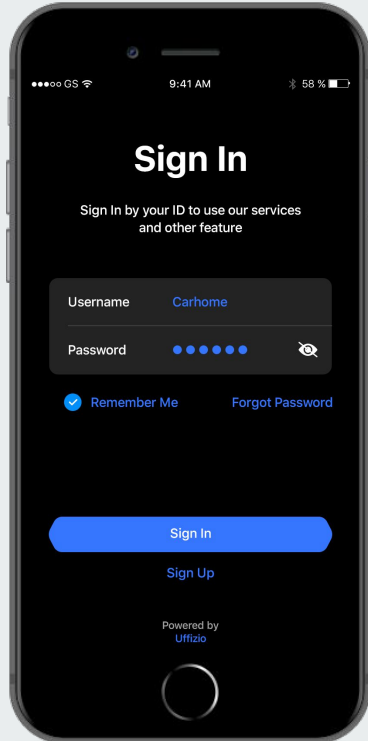 GS 9:41 AM 58 %
Sign In
Sign In by your ID to use our services
and other feature
Username Carhome
Password ●●●●●●
Remember Me Forgot Password
Sign In
Sign Up
Powered by
Uffizio